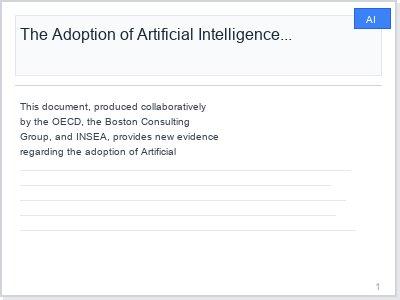 AI
The Adoption of Artificial Intelligence...
This document, produced collaboratively
by the OECD, the Boston Consulting
Group, and INSEA, provides new evidence
regarding the adoption of Artificial
1